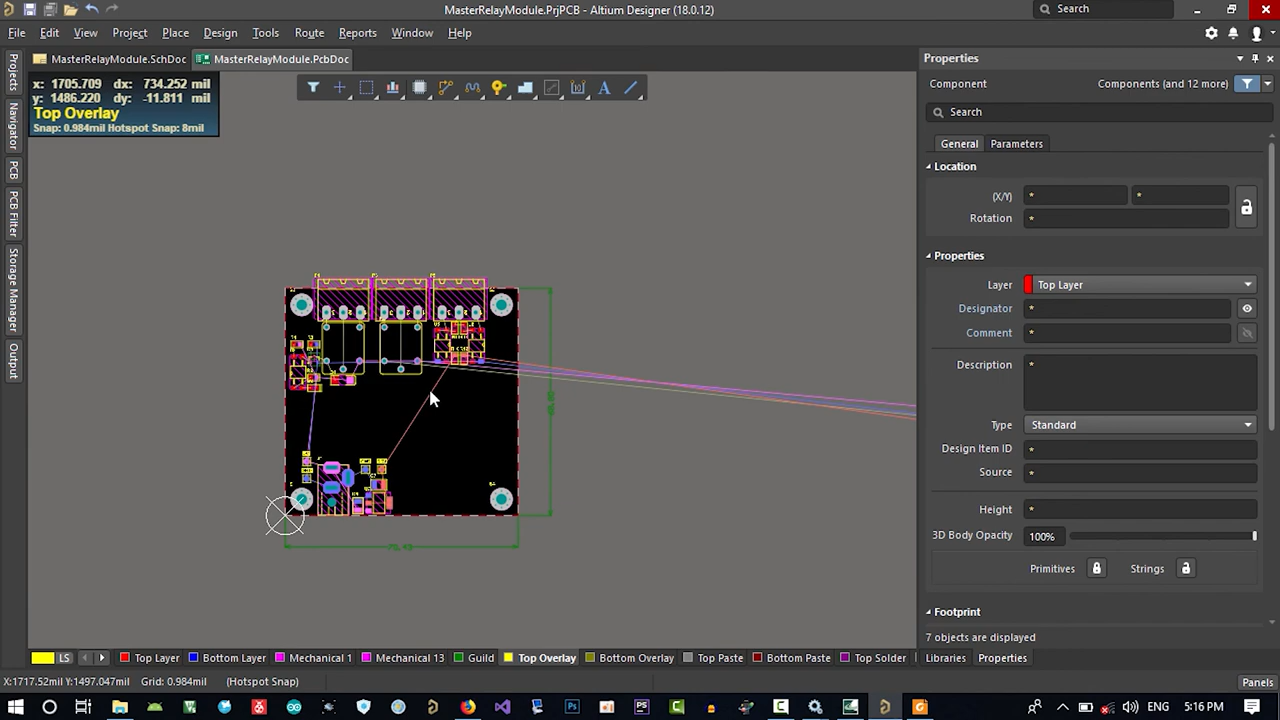 MasterRelayModule.PrjPCB - Altium Designer (18.0.12)
Search
File Edit View Project Place Design Tools Route Reports Window Help
MasterRelayModule.SchDoc MasterRelayModule.PcbDoc
Projects
Navigator
PCB
PCB Filter
Storage Manager
Output
x: 1705.709 dx: 734.252 mil
y: 1486.220 dy: -11.811 mil
Top Overlay
Snap: 0.984mil Hotspot Snap: 8mil
Properties
Component Components (and 12 more)
Search
General Parameters
Location
(X/Y) * *
Rotation *
Properties
Layer Top Layer
Designator *
Comment *
Description *
Type Standard
Design Item ID *
Source *
Height *
3D Body Opacity 100%
Primitives Strings
Footprint
7 objects are displayed
LS Top Layer Bottom Layer Mechanical 1 Mechanical 13 Guild Top Overlay Bottom Overlay Top Paste Bottom Paste Top Solder
Libraries Properties
X:1717.52mil Y:1497.047mil Grid: 0.984mil (Hotspot Snap)
Panels
5:16 PM